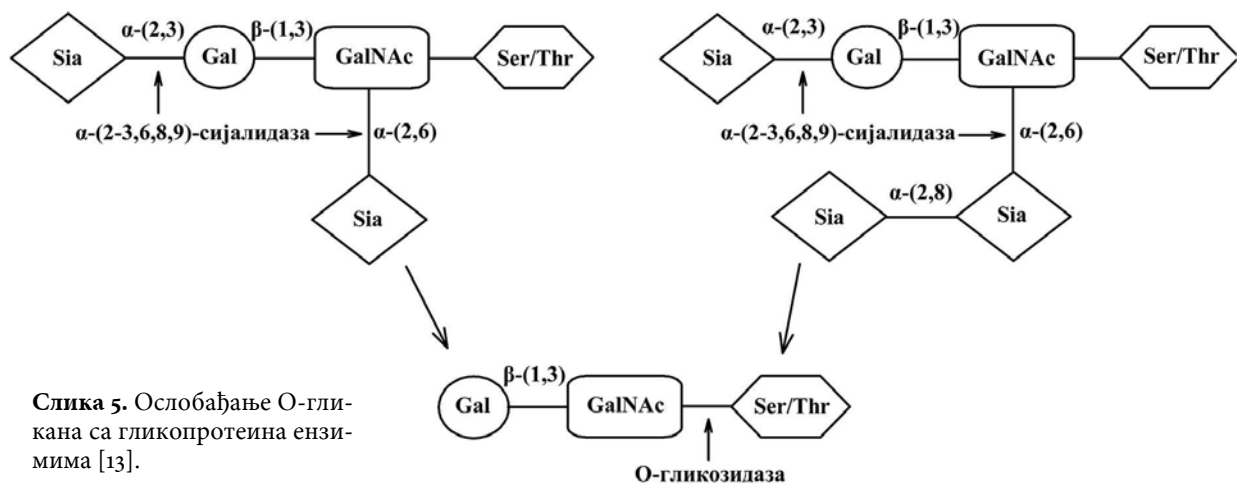 α-(2,3) β-(1,3)
Sia Gal GalNAc Ser/Thr
α-(2-3,6,8,9)-сијалидаза α-(2,6)
Sia
α-(2,3) β-(1,3)
Sia Gal GalNAc Ser/Thr
α-(2-3,6,8,9)-сијалидаза α-(2,6)
α-(2,8)
Sia Sia
β-(1,3)
Gal GalNAc Ser/Thr
О-гликозидаза
Слика 5. Ослобађање О-гли-
кана са гликопротеина ензи-
мима [13].